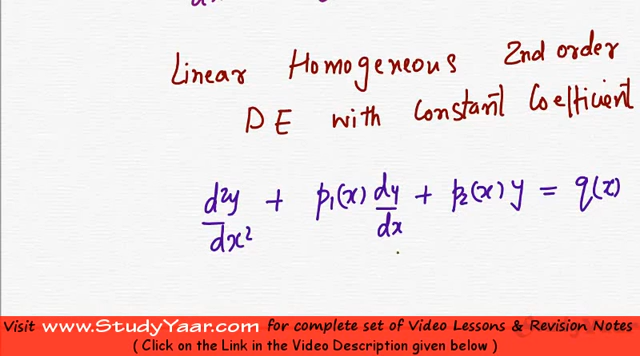 Linear Homogeneous 2nd order
DE with Constant Coefficient
d²y/dx² + p₁(x) dy/dx + p₂(x) y = q(x)
Visit www.StudyYaar.com for complete set of Video Lessons & Revision Notes
( Click on the Link in the Video Description given below )